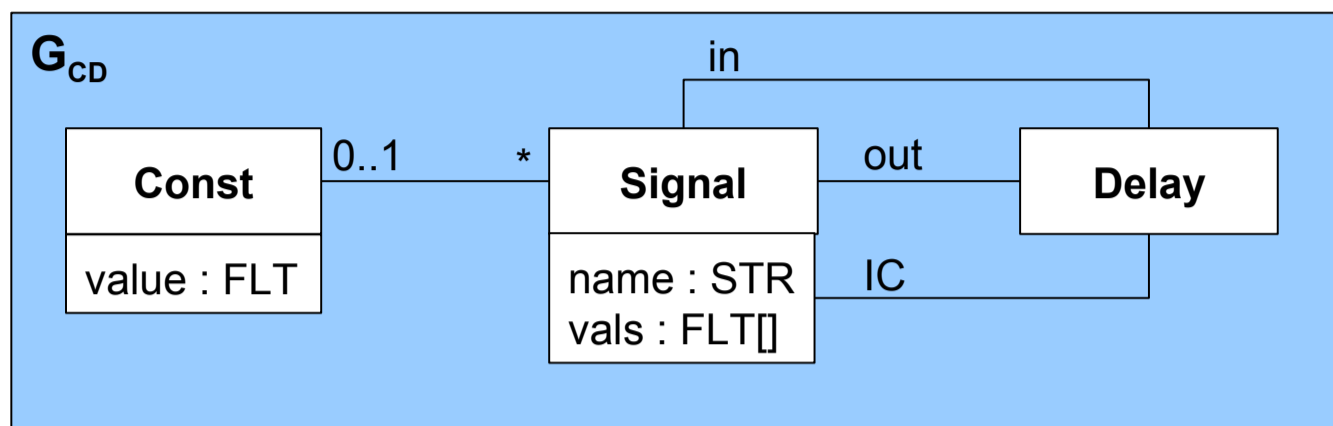 G_CD
in
Const
0..1
*
Signal
out
Delay
value : FLT
name : STR
vals : FLT[]
IC